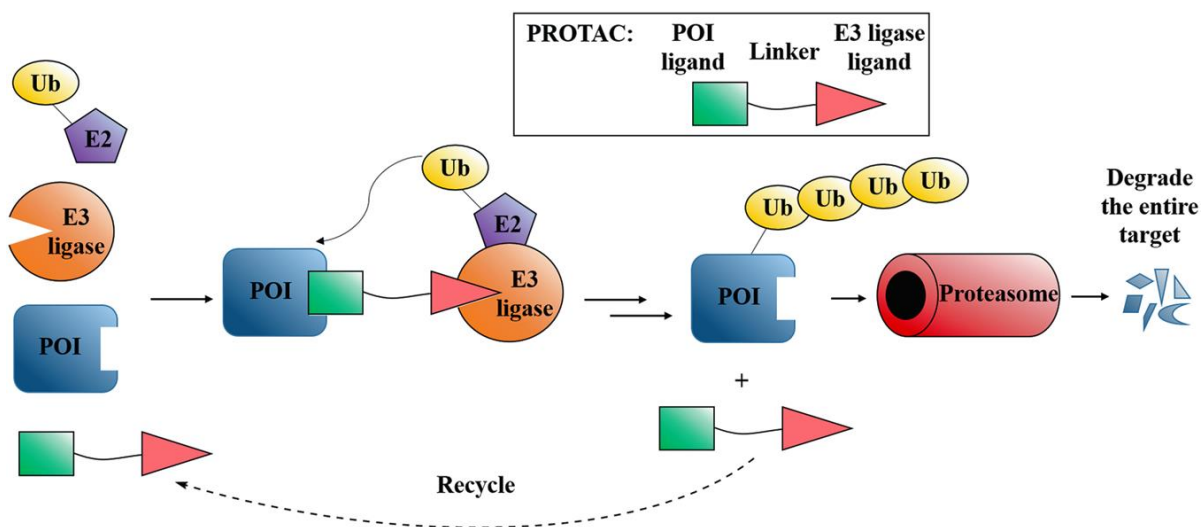 PROTAC:
POI
ligand
Linker
E3 ligase
ligand
Ub
E2
E3
ligase
POI
Ub
E2
POI
E3
ligase
Ub
Ub
Ub
Ub
POI
Proteasome
Degrade
the entire
target
+
Recycle